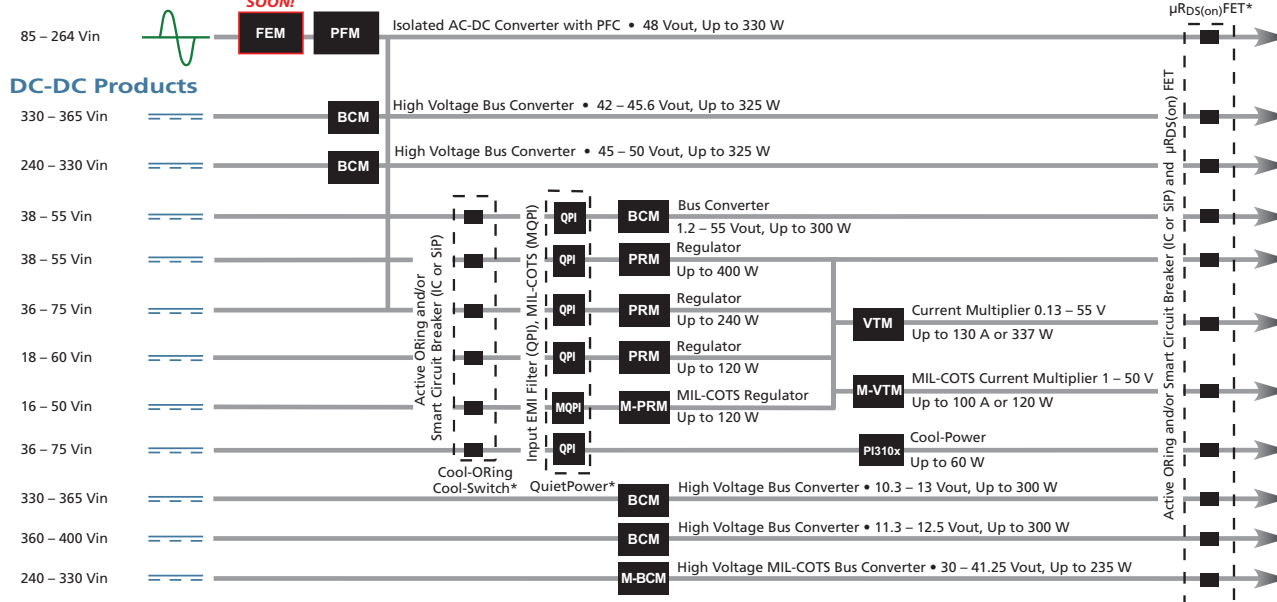 SOON!
µRDS(on)FET*
85 – 264 Vin
FEM
PFM
Isolated AC-DC Converter with PFC • 48 Vout, Up to 330 W
DC-DC Products
330 – 365 Vin
BCM
High Voltage Bus Converter • 42 – 45.6 Vout, Up to 325 W
240 – 330 Vin
BCM
High Voltage Bus Converter • 45 – 50 Vout, Up to 325 W
38 – 55 Vin
QPI
BCM
Bus Converter
1.2 – 55 Vout, Up to 300 W
38 – 55 Vin
QPI
PRM
Regulator
Up to 400 W
36 – 75 Vin
QPI
PRM
Regulator
Up to 240 W
VTM
Current Multiplier 0.13 – 55 V
Up to 130 A or 337 W
18 – 60 Vin
QPI
PRM
Regulator
Up to 120 W
16 – 50 Vin
MQPI
M-PRM
MIL-COTS Regulator
Up to 120 W
M-VTM
MIL-COTS Current Multiplier 1 – 50 V
Up to 100 A or 120 W
36 – 75 Vin
QPI
PI310x
Cool-Power
Up to 60 W
Active ORing and/or
Smart Circuit Breaker (IC or SiP)
Input EMI Filter (QPI), MIL-COTS (MQPI)
Active ORing and/or Smart Circuit Breaker (IC or SiP) and µRDS(on) FET
Cool-ORing
Cool-Switch*
QuietPower*
330 – 365 Vin
BCM
High Voltage Bus Converter • 10.3 – 13 Vout, Up to 300 W
360 – 400 Vin
BCM
High Voltage Bus Converter • 11.3 – 12.5 Vout, Up to 300 W
240 – 330 Vin
M-BCM
High Voltage MIL-COTS Bus Converter • 30 – 41.25 Vout, Up to 235 W